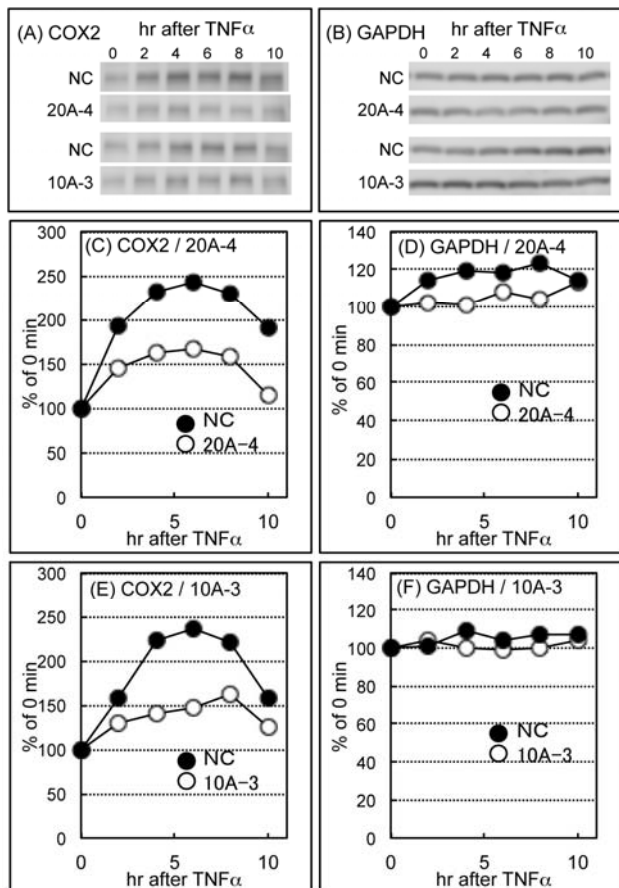 (A) COX2 hr after TNFα
0 2 4 6 8 10
NC
20A-4
NC
10A-3
(B) GAPDH hr after TNFα
0 2 4 6 8 10
NC
20A-4
NC
10A-3
(C) COX2 / 20A-4
300
250
200
150
100
50
0
% of 0 min
NC
20A-4
0 5 10
hr after TNFα
(D) GAPDH / 20A-4
140
120
100
80
60
40
20
0
% of 0 min
NC
20A-4
0 5 10
hr after TNFα
(E) COX2 / 10A-3
300
250
200
150
100
50
0
% of 0 min
NC
10A-3
0 5 10
hr after TNFα
(F) GAPDH / 10A-3
140
120
100
80
60
40
20
0
% of 0 min
NC
10A-3
0 5 10
hr after TNFα